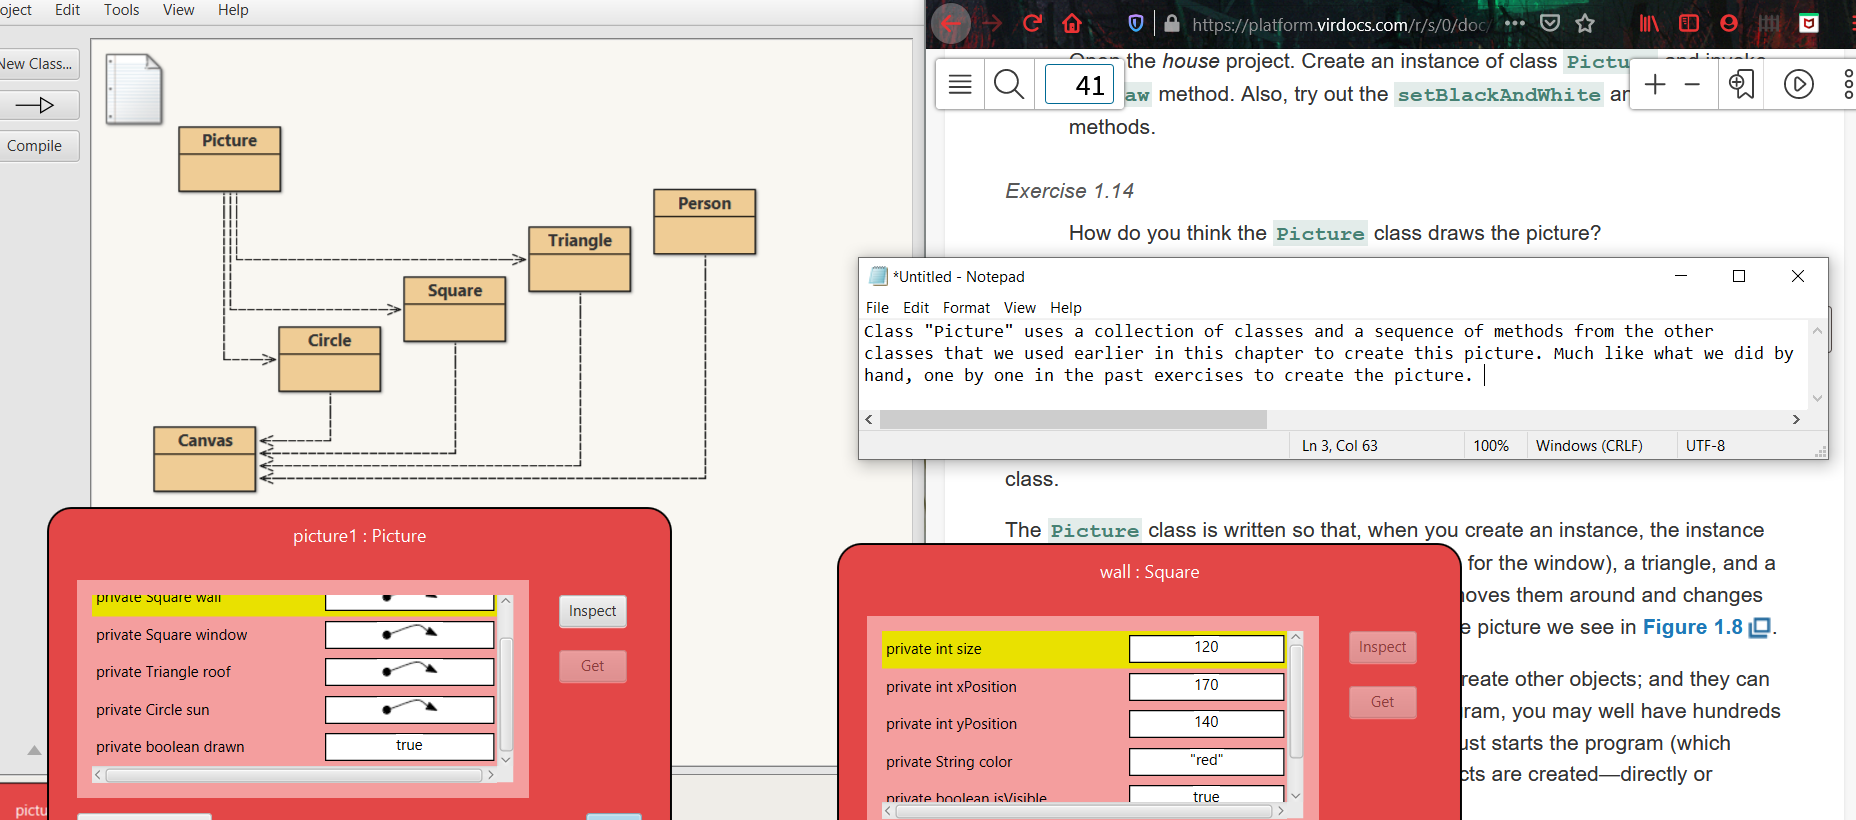 oject Edit Tools View Help
New Class...
Compile
Picture
Person
Triangle
Square
Circle
Canvas
picture1 : Picture
private Square wall
private Square window
private Triangle roof
private Circle sun
private boolean drawn true
Inspect
Get
pictu
https://platform.virdocs.com/r/s/0/doc/
41
Open the house project. Create an instance of class Pictu and invoke
aw method. Also, try out the setBlackAndWhite an
methods.
Exercise 1.14
How do you think the Picture class draws the picture?
*Untitled - Notepad
File Edit Format View Help
Class "Picture" uses a collection of classes and a sequence of methods from the other
classes that we used earlier in this chapter to create this picture. Much like what we did by
hand, one by one in the past exercises to create the picture.
Ln 3, Col 63 100% Windows (CRLF) UTF-8
class.
The Picture class is written so that, when you create an instance, the instance
for the window), a triangle, and a
moves them around and changes
e picture we see in Figure 1.8.
reate other objects; and they can
gram, you may well have hundreds
ust starts the program (which
cts are created—directly or
wall : Square
private int size 120
private int xPosition 170
private int yPosition 140
private String color "red"
private boolean isVisible true
Inspect
Get